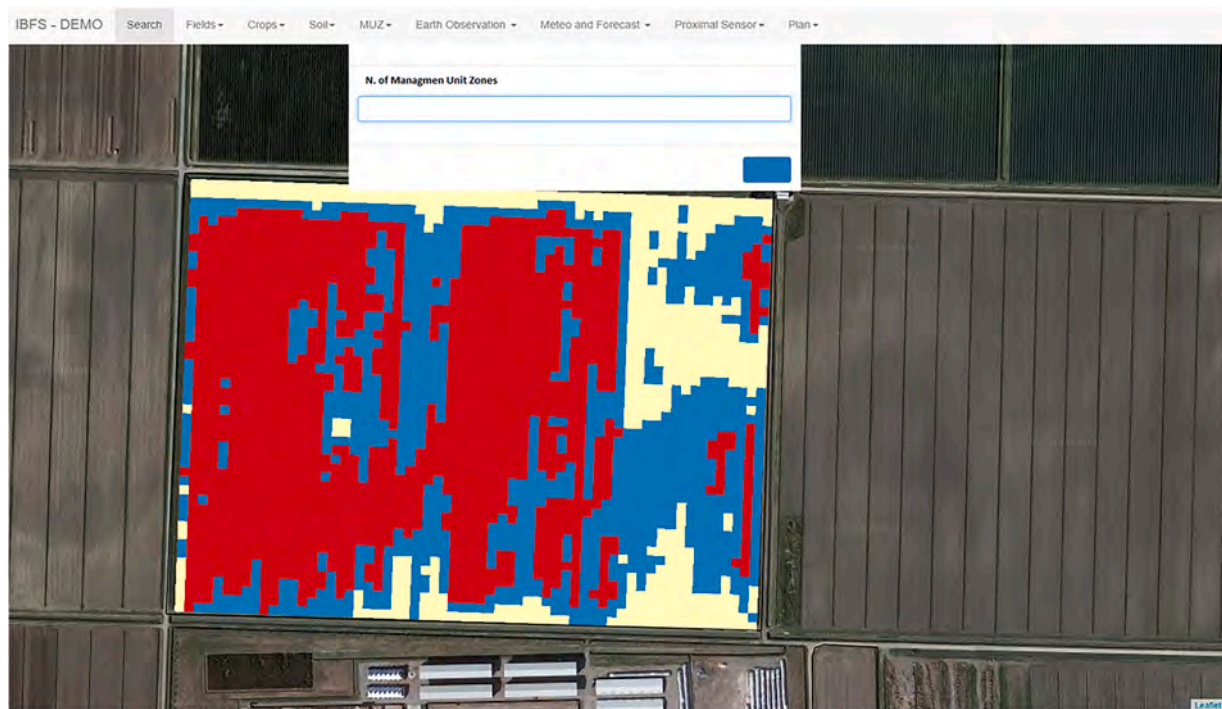 IBFS - DEMO Search Fields Crops Soil MUZ Earth Observation Meteo and Forecast Proximal Sensor Plan
N. of Managmen Unit Zones
Leaflet